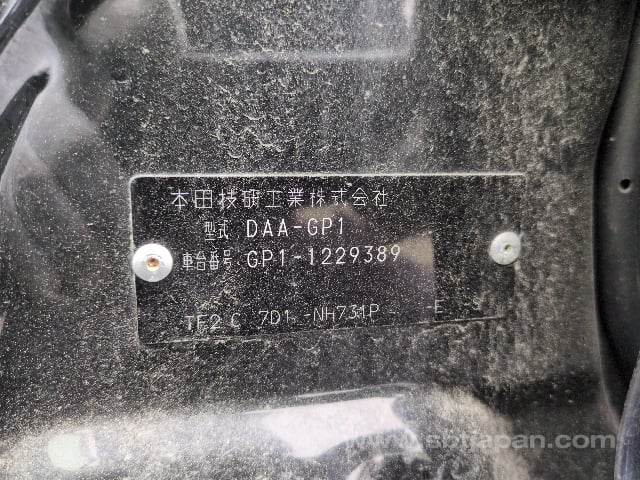 本田技研工業株式会社
型式 DAA-GP1
車台番号 GP1-1229389
TF2 C 7D1 -NH731P -E
www.sbtjapan.com